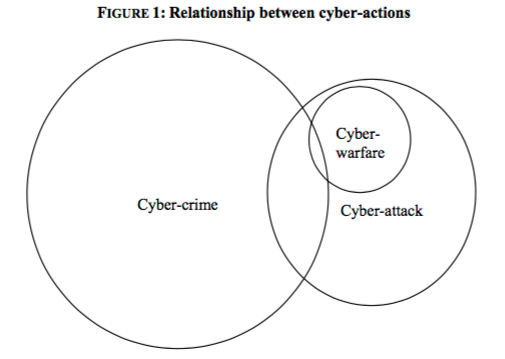 FIGURE 1: Relationship between cyber-actions
Cyber-
warfare
Cyber-crime
Cyber-attack